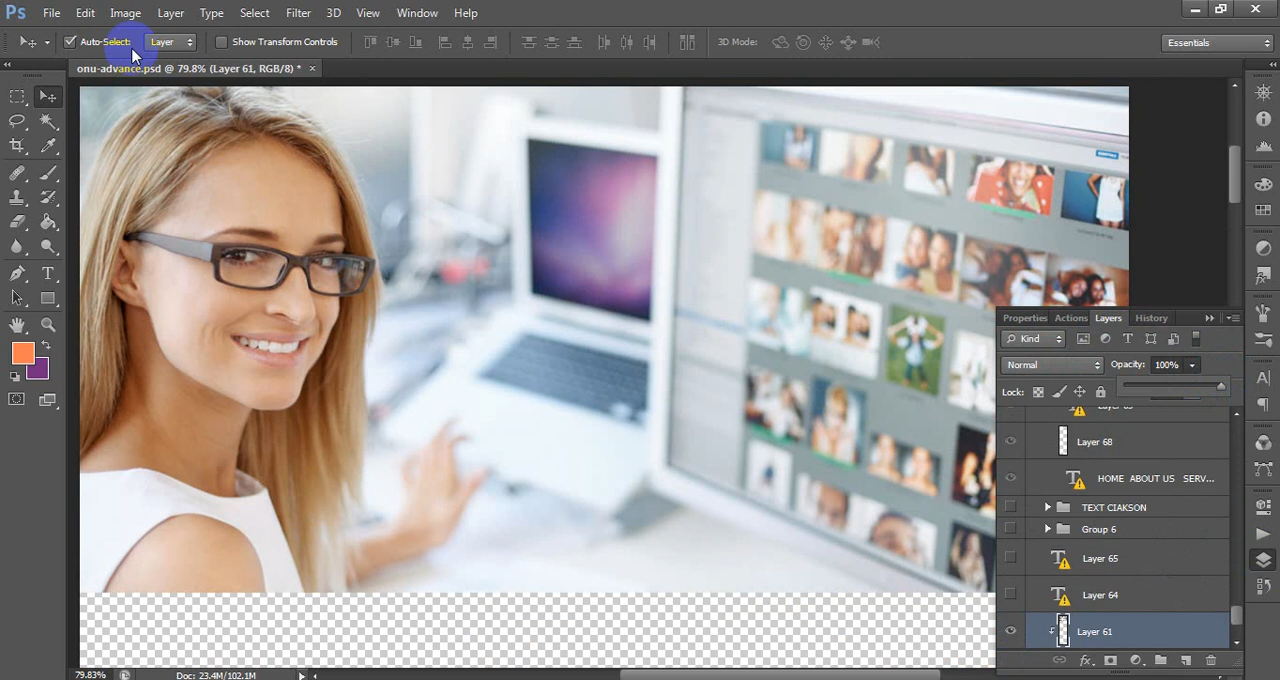 Ps File Edit Image Layer Type Select Filter 3D View Window Help
Auto-Select: Layer Show Transform Controls 3D Mode: Essentials
onu-advance.psd @ 79.8% (Layer 61, RGB/8) * ×
Properties Actions Layers History
Kind
Normal Opacity: 100%
Lock:
Layer 68
HOME ABOUT US SERV...
TEXT CIAKSON
Group 6
Layer 65
Layer 64
Layer 61
79.83% Doc: 23.4M/102.1M